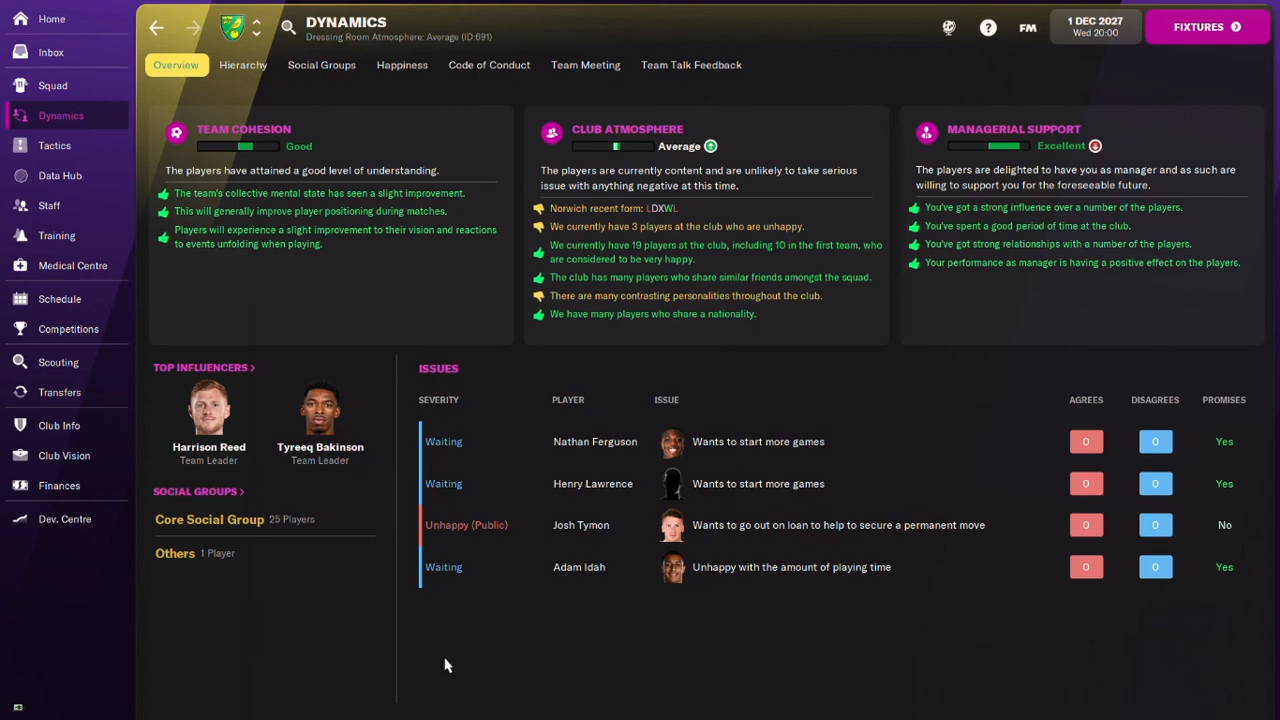 Home
Inbox
Squad
Dynamics
Tactics
Data Hub
Staff
Training
Medical Centre
Schedule
Competitions
Scouting
Transfers
Club Info
Club Vision
Finances
Dev. Centre
DYNAMICS
Dressing Room Atmosphere: Average (ID:691)
FM
1 DEC 2027
Wed 20:00
FIXTURES
Overview
Hierarchy
Social Groups
Happiness
Code of Conduct
Team Meeting
Team Talk Feedback
TEAM COHESION
Good
The players have attained a good level of understanding.
The team's collective mental state has seen a slight improvement.
This will generally improve player positioning during matches.
Players will experience a slight improvement to their vision and reactions
to events unfolding when playing.
CLUB ATMOSPHERE
Average
The players are currently content and are unlikely to take serious
issue with anything negative at this time.
Norwich recent form: LDXWL
We currently have 3 players at the club who are unhappy.
We currently have 19 players at the club, including 10 in the first team, who
are considered to be very happy.
The club has many players who share similar friends amongst the squad.
There are many contrasting personalities throughout the club.
We have many players who share a nationality.
MANAGERIAL SUPPORT
Excellent
The players are delighted to have you as manager and as such are
willing to support you for the foreseeable future.
You've got a strong influence over a number of the players.
You've spent a good period of time at the club.
You've got strong relationships with a number of the players.
Your performance as manager is having a positive effect on the players.
TOP INFLUENCERS >
Harrison Reed
Team Leader
Tyreeq Bakinson
Team Leader
SOCIAL GROUPS >
Core Social Group 25 Players
Others 1 Player
ISSUES
SEVERITY PLAYER ISSUE AGREES DISAGREES PROMISES
Waiting Nathan Ferguson Wants to start more games 0 0 Yes
Waiting Henry Lawrence Wants to start more games 0 0 Yes
Unhappy (Public) Josh Tymon Wants to go out on loan to help to secure a permanent move 0 0 No
Waiting Adam Idah Unhappy with the amount of playing time 0 0 Yes